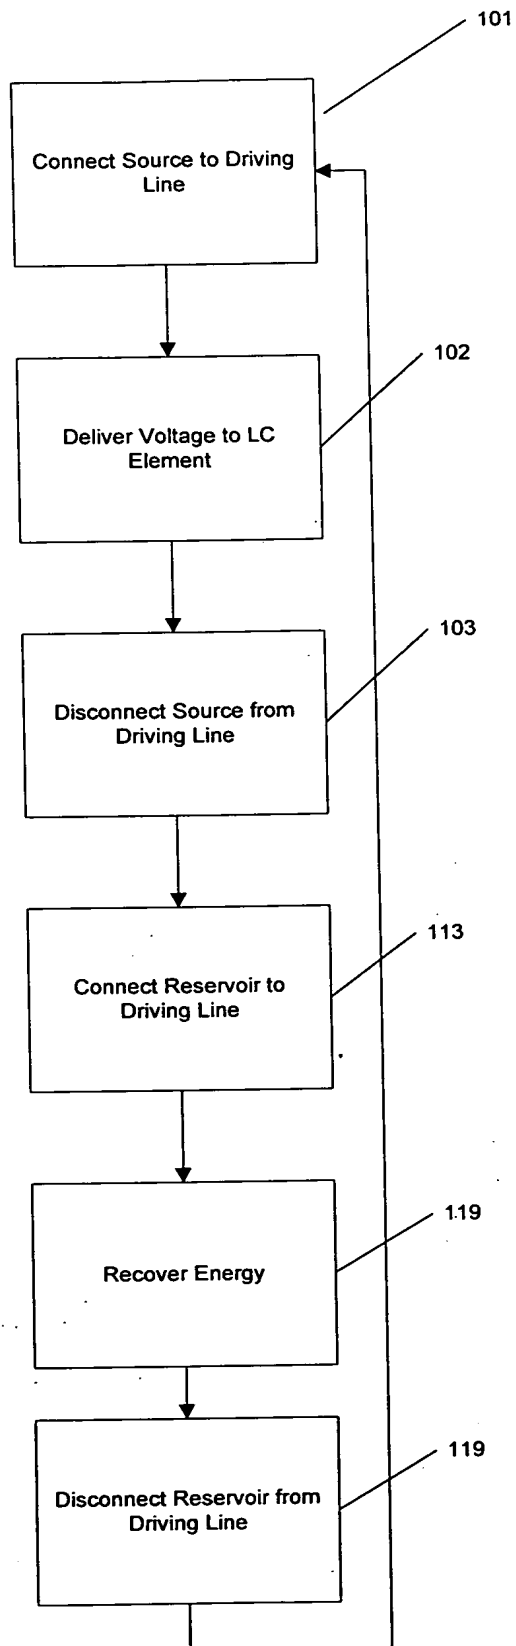 101
Connect Source to Driving
Line
102
Deliver Voltage to LC
Element
103
Disconnect Source from
Driving Line
113
Connect Reservoir to
Driving Line
119
Recover Energy
119
Disconnect Reservoir from
Driving Line